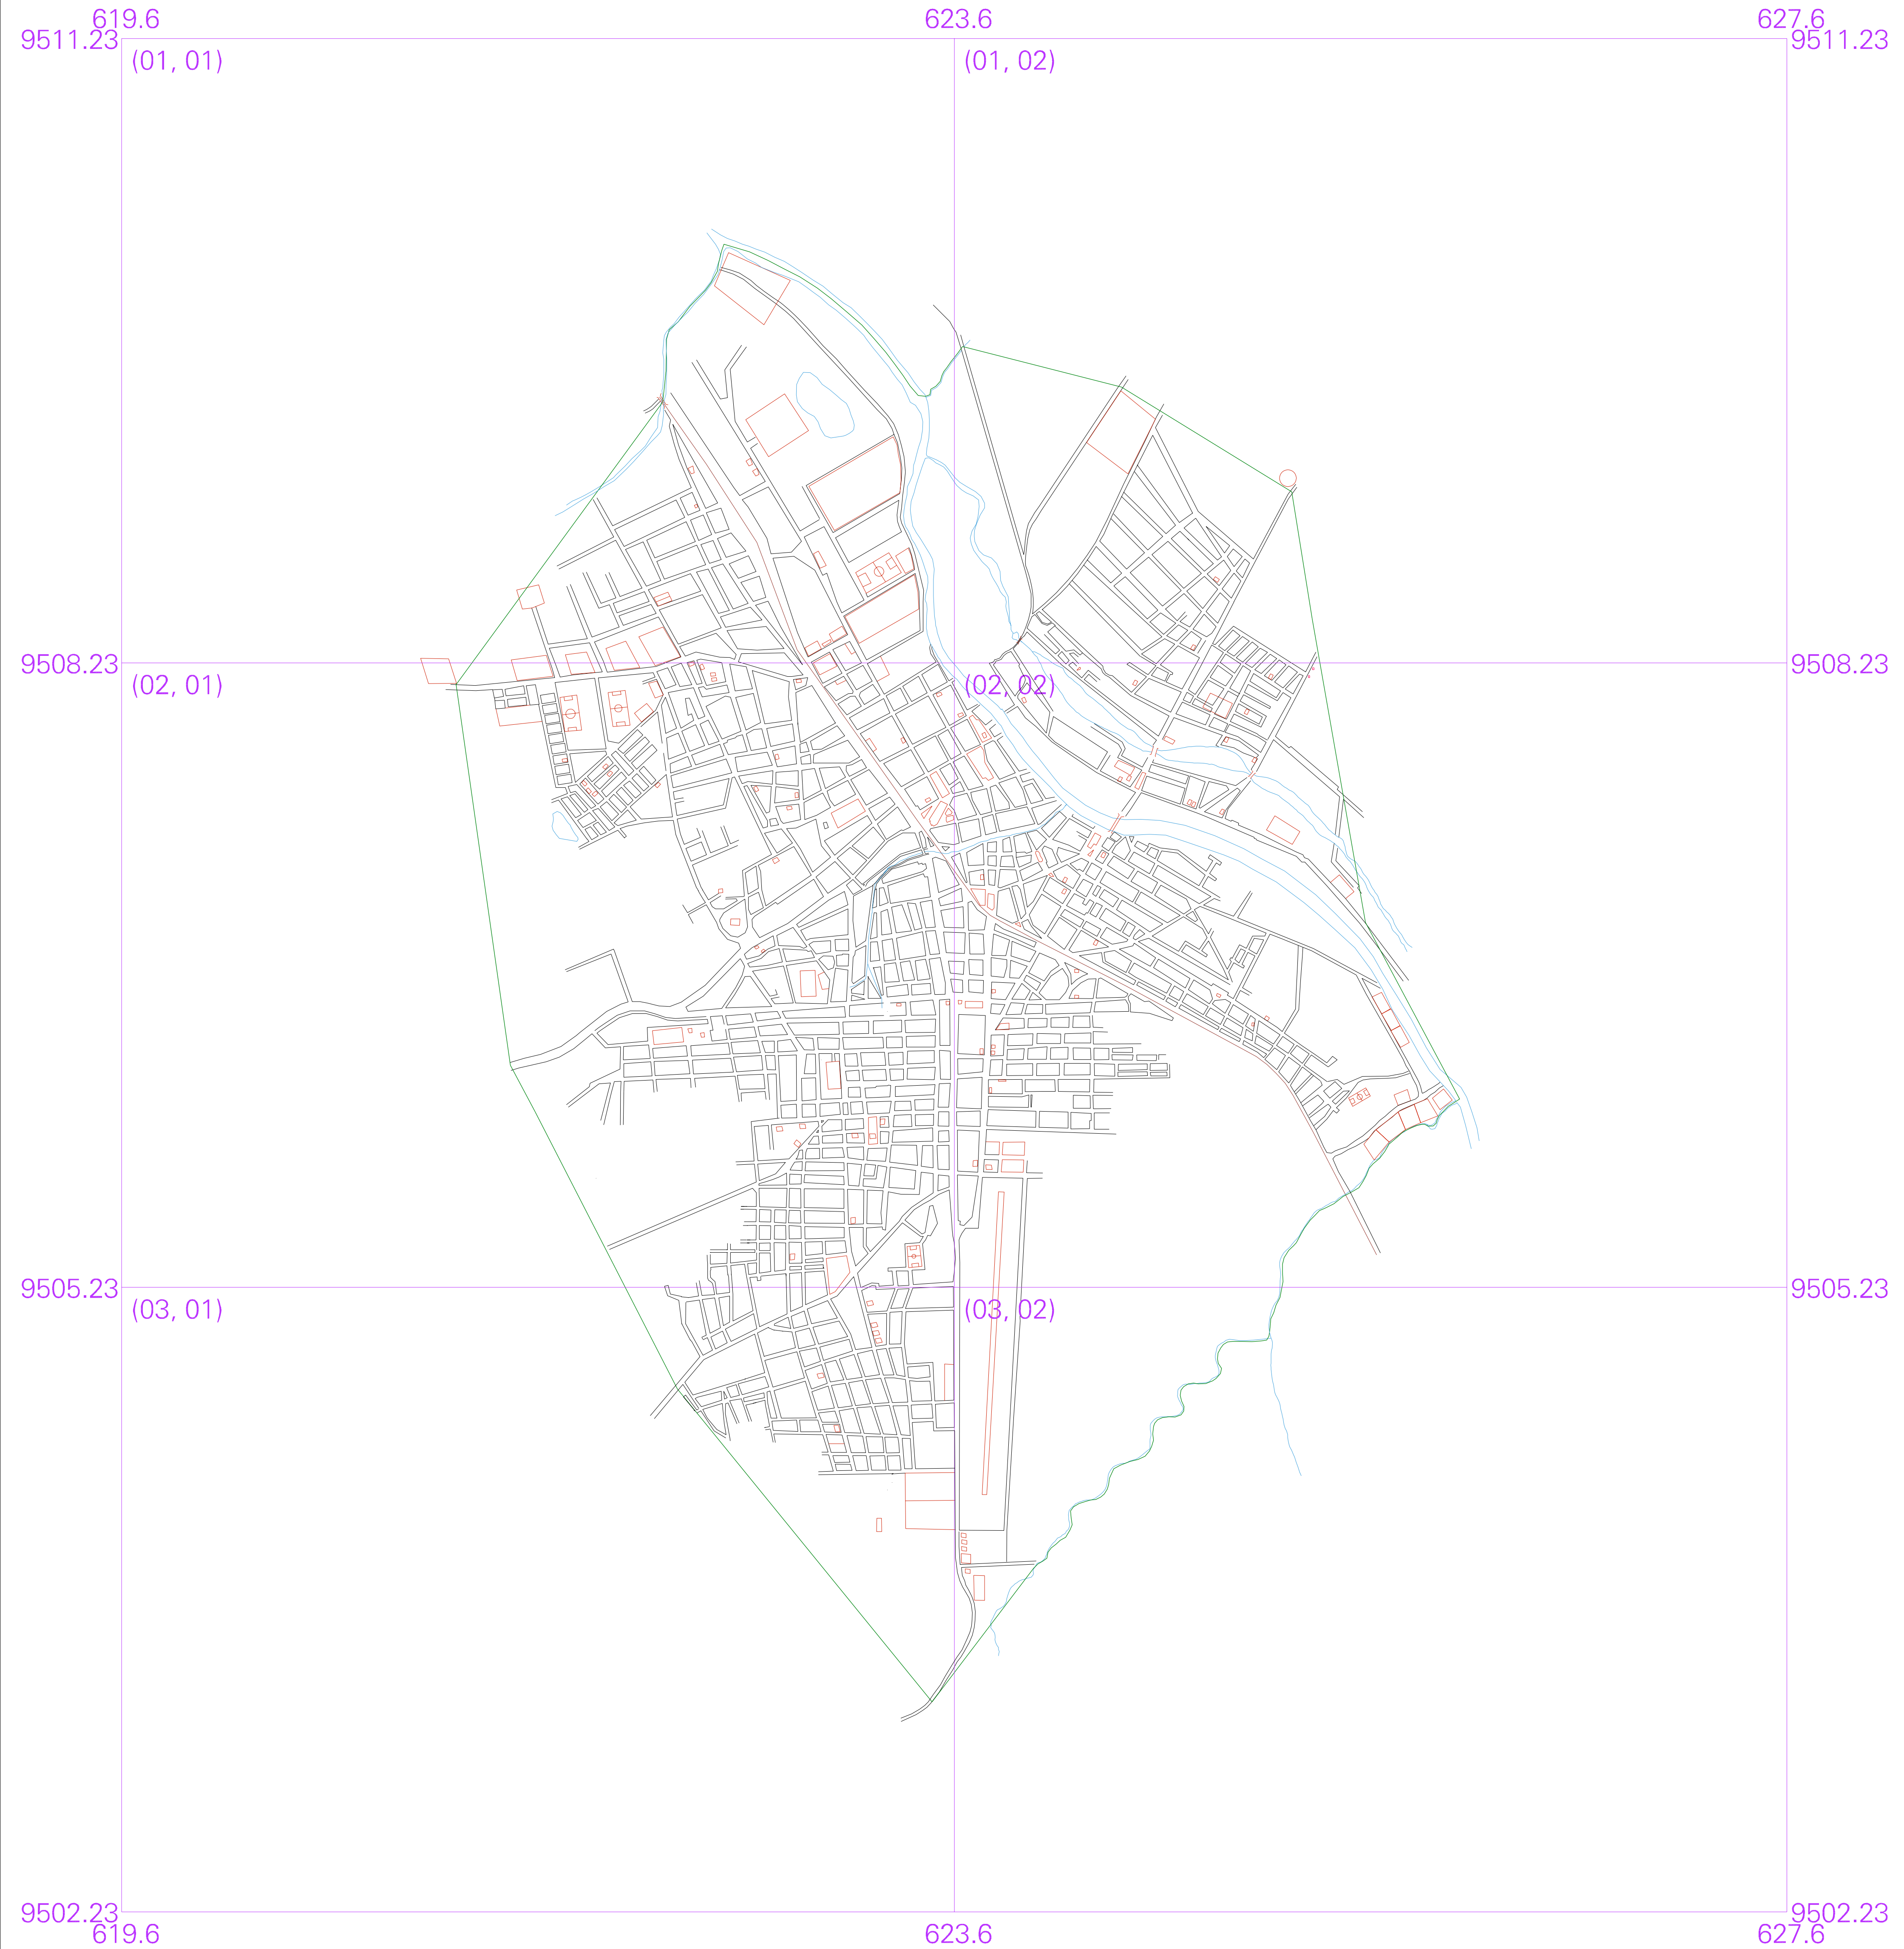 619.6 623.6 627.6
9511.23 9511.23
(01, 01) (01, 02)
9508.23 9508.23
(02, 01) (02, 02)
9505.23 9505.23
(03, 01) (03, 02)
9502.23 9502.23
619.6 623.6 627.6